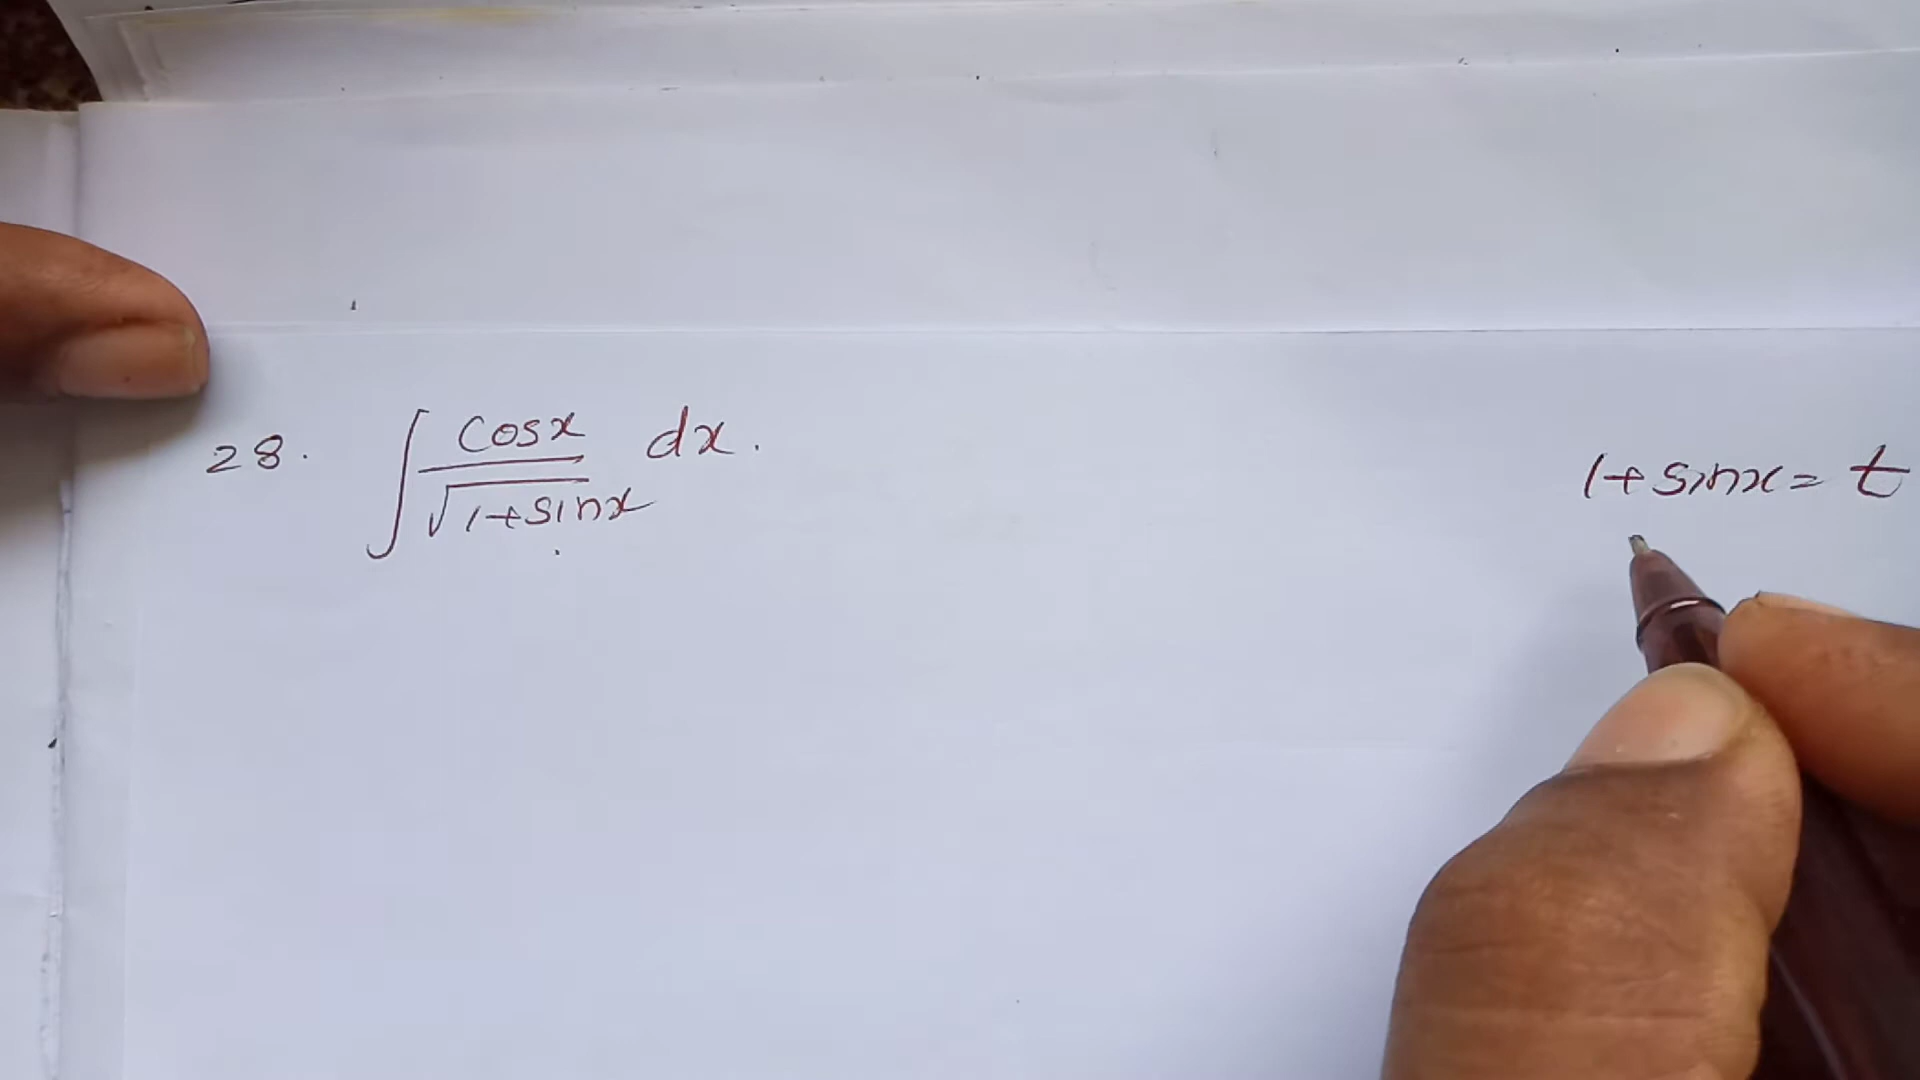 28. ∫ cosx / √1+sinx dx.
1+sinx = t